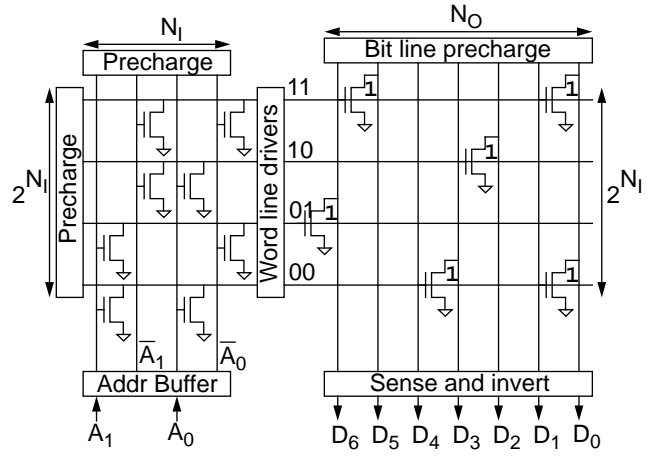 N_I
N_O
Precharge
Bit line precharge
Precharge
2^N_I
Word line drivers
11
1
1
10
1
01
1
00
1
1
2^N_I
A̅_1
A̅_0
Addr Buffer
Sense and invert
A_1
A_0
D_6
D_5
D_4
D_3
D_2
D_1
D_0